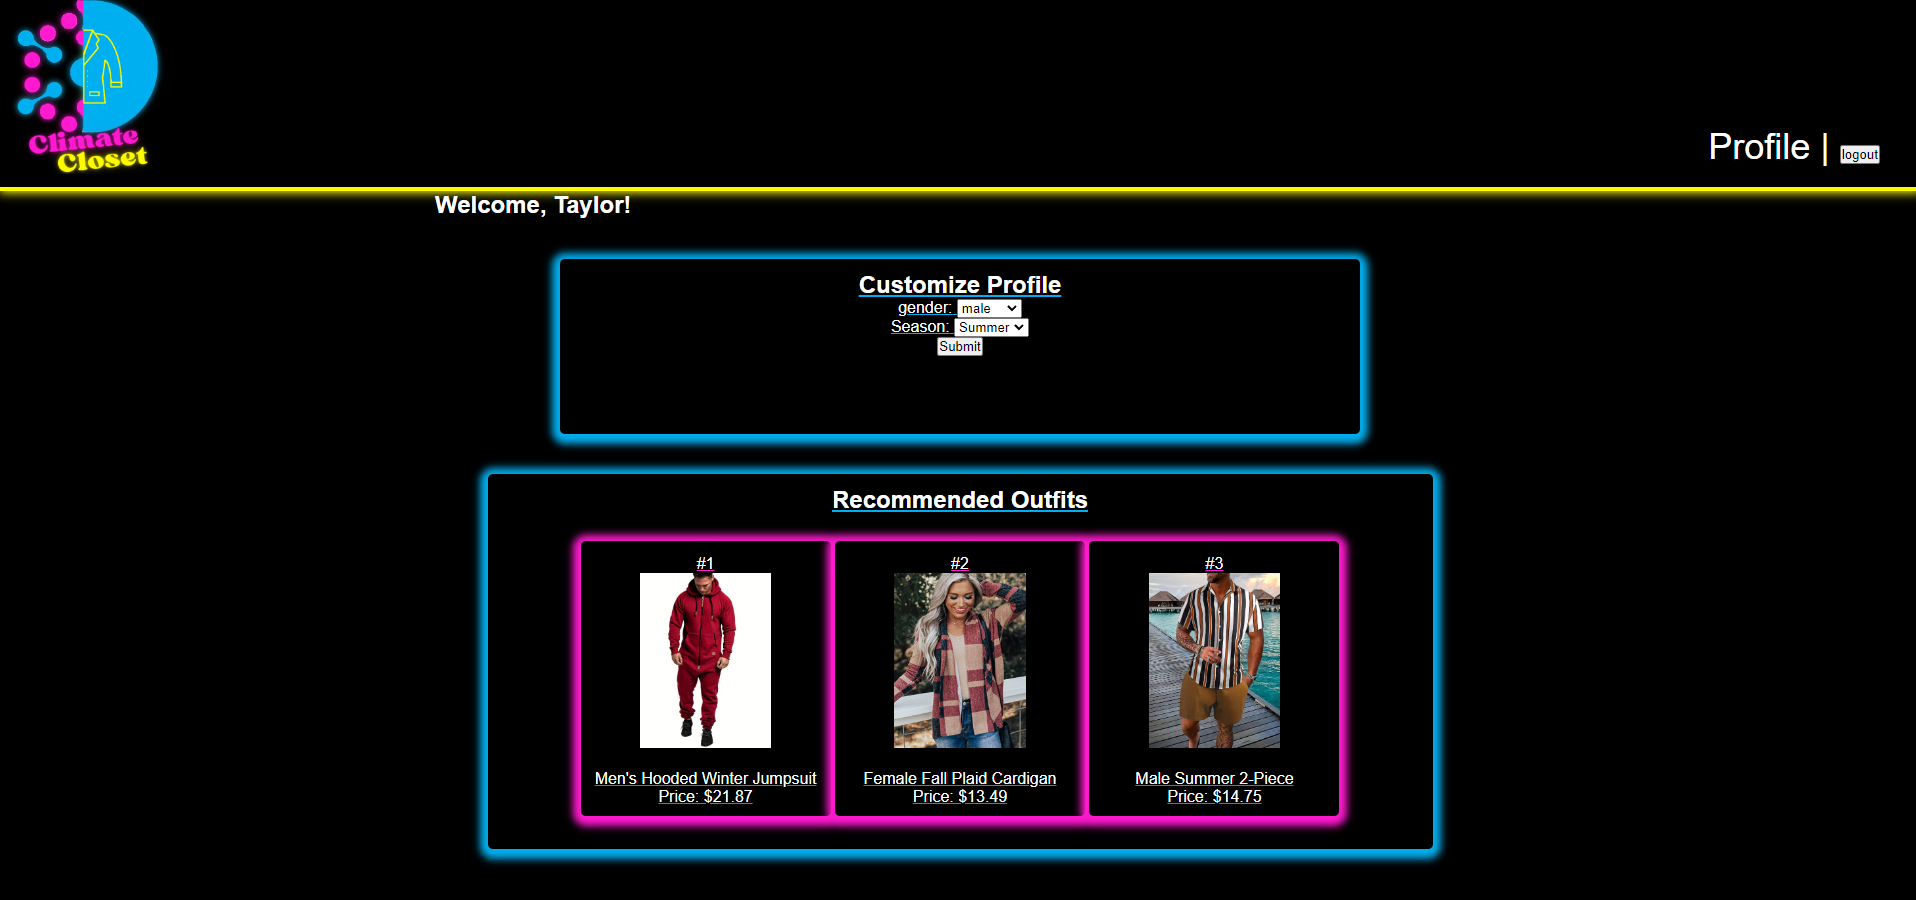 Climate
Closet
Profile | logout
Welcome, Taylor!
Customize Profile
gender: male
Season: Summer
Submit
Recommended Outfits
#1
Men's Hooded Winter Jumpsuit
Price: $21.87
#2
Female Fall Plaid Cardigan
Price: $13.49
#3
Male Summer 2-Piece
Price: $14.75